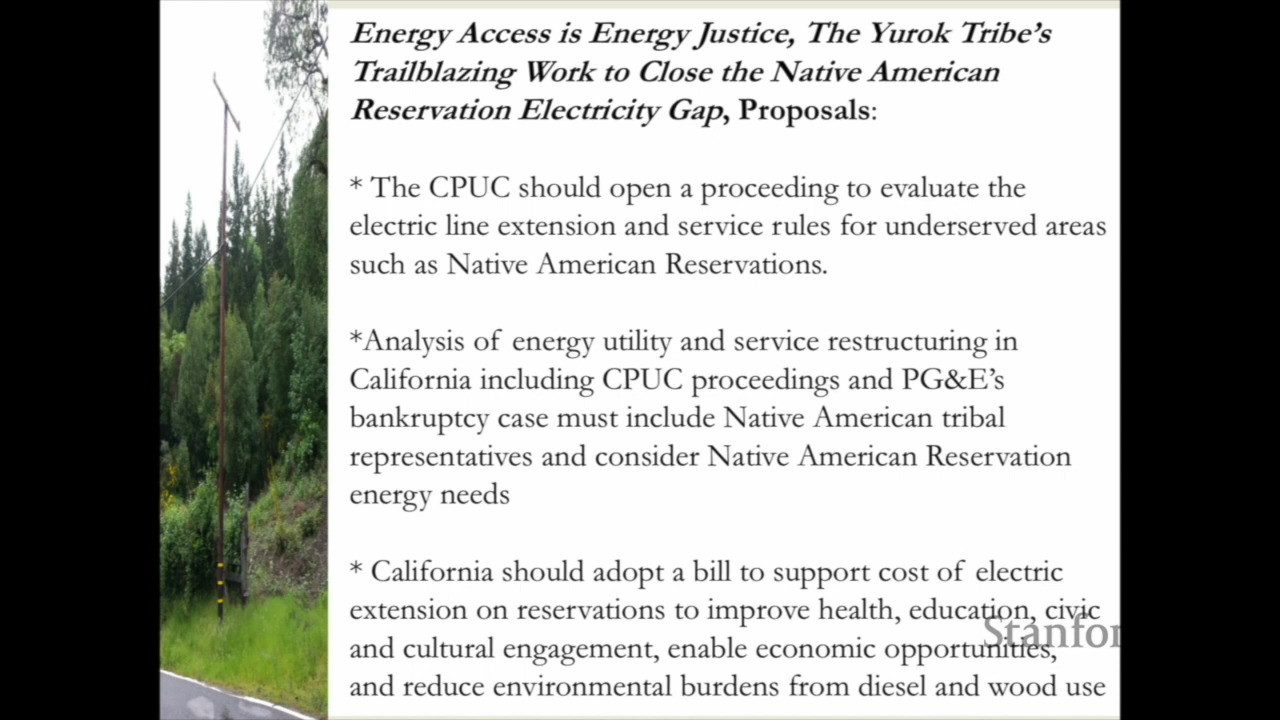 Energy Access is Energy Justice, The Yurok Tribe's
Trailblazing Work to Close the Native American
Reservation Electricity Gap, Proposals:
* The CPUC should open a proceeding to evaluate the
electric line extension and service rules for underserved areas
such as Native American Reservations.
*Analysis of energy utility and service restructuring in
California including CPUC proceedings and PG&E's
bankruptcy case must include Native American tribal
representatives and consider Native American Reservation
energy needs
* California should adopt a bill to support cost of electric
extension on reservations to improve health, education, civic
and cultural engagement, enable economic opportunities,
and reduce environmental burdens from diesel and wood use
Stanfor